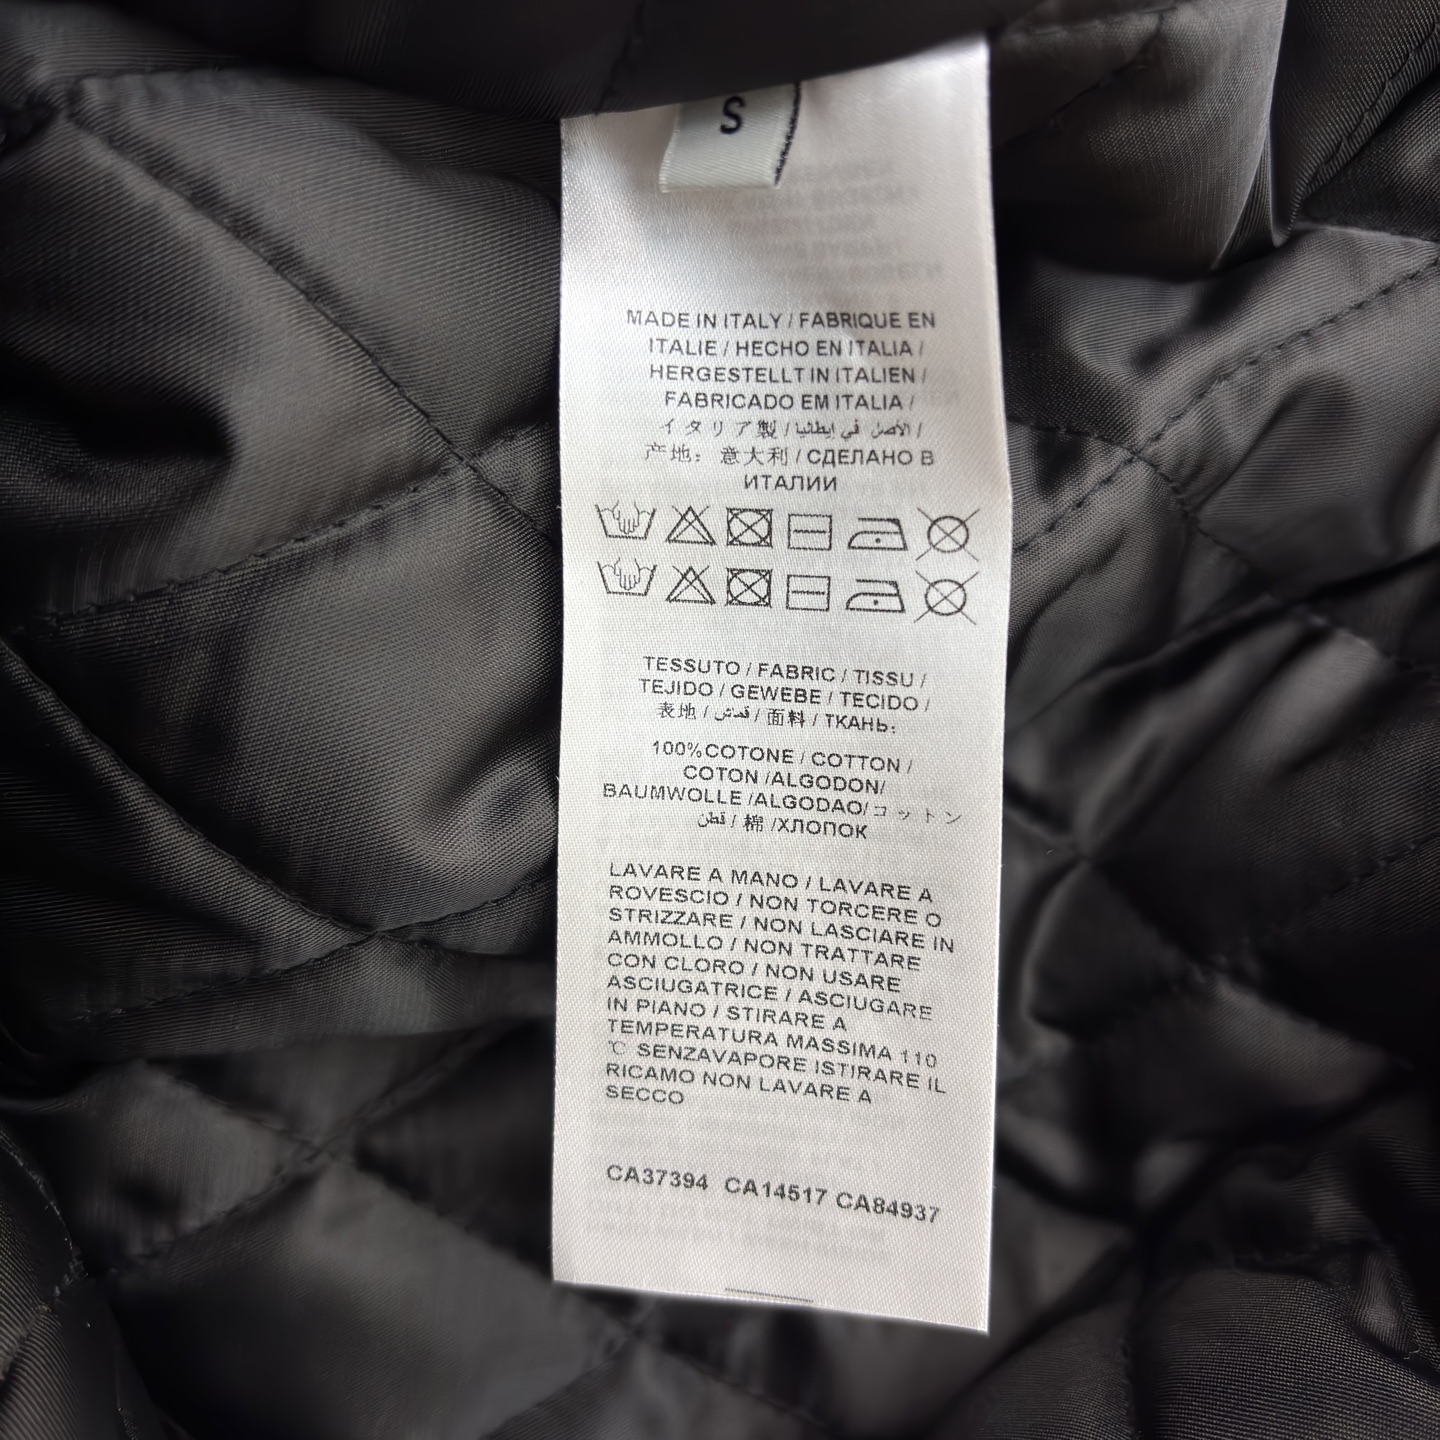 S
MADE IN ITALY / FABRIQUE EN
ITALIE / HECHO EN ITALIA /
HERGESTELLT IN ITALIEN /
FABRICADO EM ITALIA /
イタリア製 / الأصل في إيطاليا /
产地：意大利 / СДЕЛАНО В
ИТАЛИИ
TESSUTO / FABRIC / TISSU /
TEJIDO / GEWEBE / TECIDO /
表地 / قماش / 面料 / ТКАНЬ:
100%COTONE / COTTON /
COTON /ALGODON/
BAUMWOLLE /ALGODAO/コットン
قطن / 棉 /ХЛОПОК
LAVARE A MANO / LAVARE A
ROVESCIO / NON TORCERE O
STRIZZARE / NON LASCIARE IN
AMMOLLO / NON TRATTARE
CON CLORO / NON USARE
ASCIUGATRICE / ASCIUGARE
IN PIANO / STIRARE A
TEMPERATURA MASSIMA 110
℃ SENZAVAPORE ISTIRARE IL
RICAMO NON LAVARE A
SECCO
CA37394 CA14517 CA84937